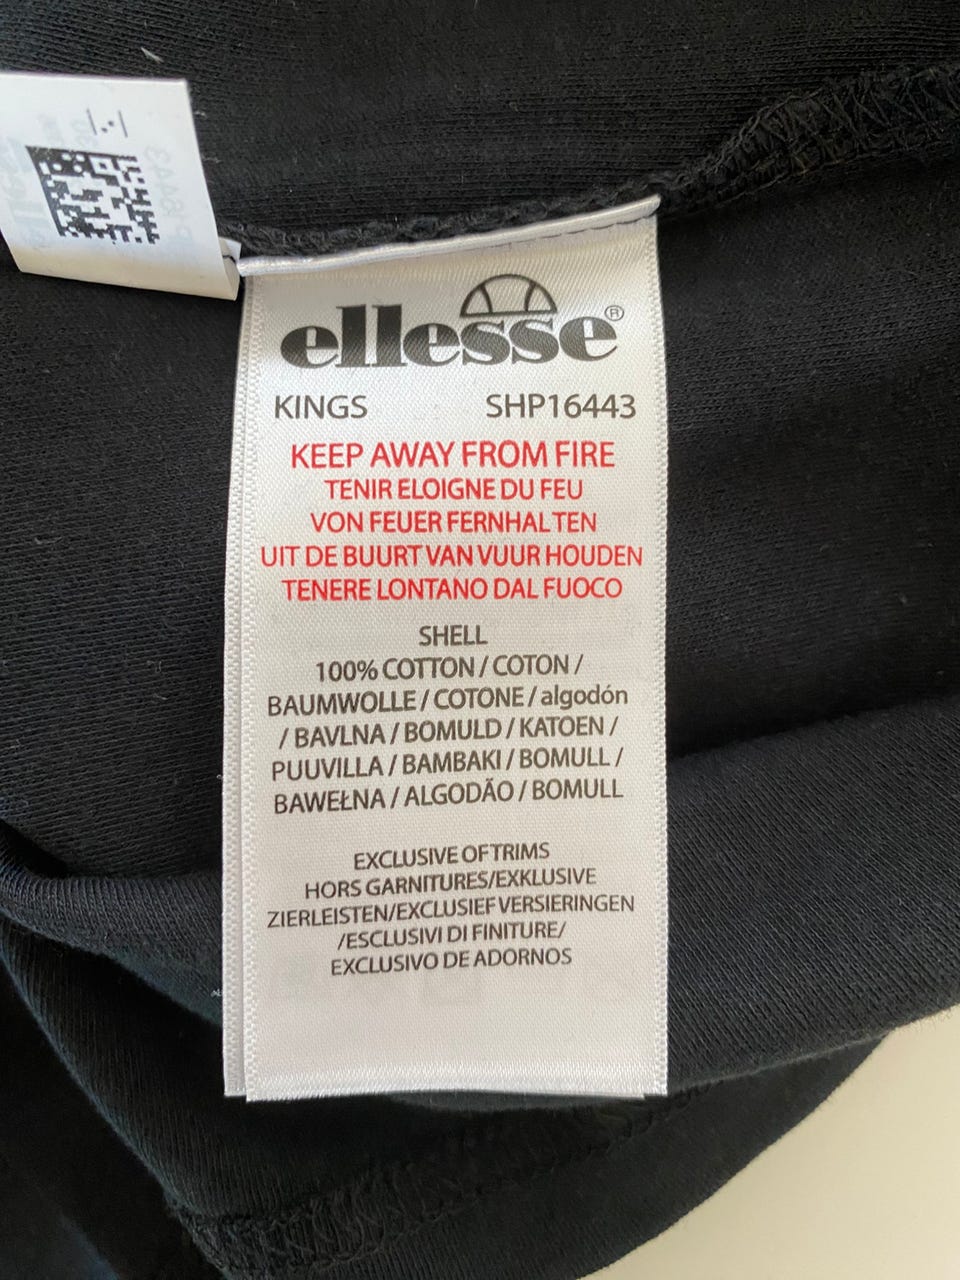 ellesse®
KINGS SHP16443
KEEP AWAY FROM FIRE
TENIR ELOIGNE DU FEU
VON FEUER FERNHALTEN
UIT DE BUURT VAN VUUR HOUDEN
TENERE LONTANO DAL FUOCO
SHELL
100% COTTON / COTON /
BAUMWOLLE / COTONE / algodón
/ BAVLNA / BOMULD / KATOEN /
PUUVILLA / BAMBAKI / BOMULL /
BAWEŁNA / ALGODÃO / BOMULL
EXCLUSIVE OF TRIMS
HORS GARNITURES/EXKLUSIVE
ZIERLEISTEN/EXCLUSIEF VERSIERINGEN
/ESCLUSIVI DI FINITURE/
EXCLUSIVO DE ADORNOS